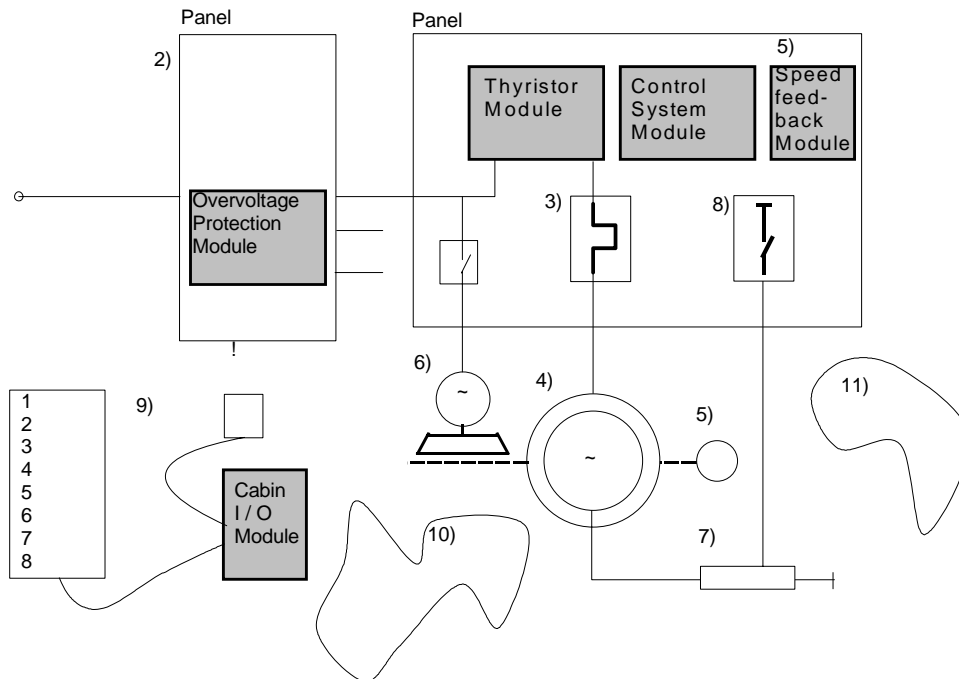 Panel
Panel
2)
5)
Thyristor
Module
Control
System
Module
Speed
feed-
back
Module
Overvoltage
Protection
Module
3)
8)
!
6)
~
4)
~
5)
11)
9)
1
2
3
4
5
6
7
8
Cabin
I / O
Module
10)
7)